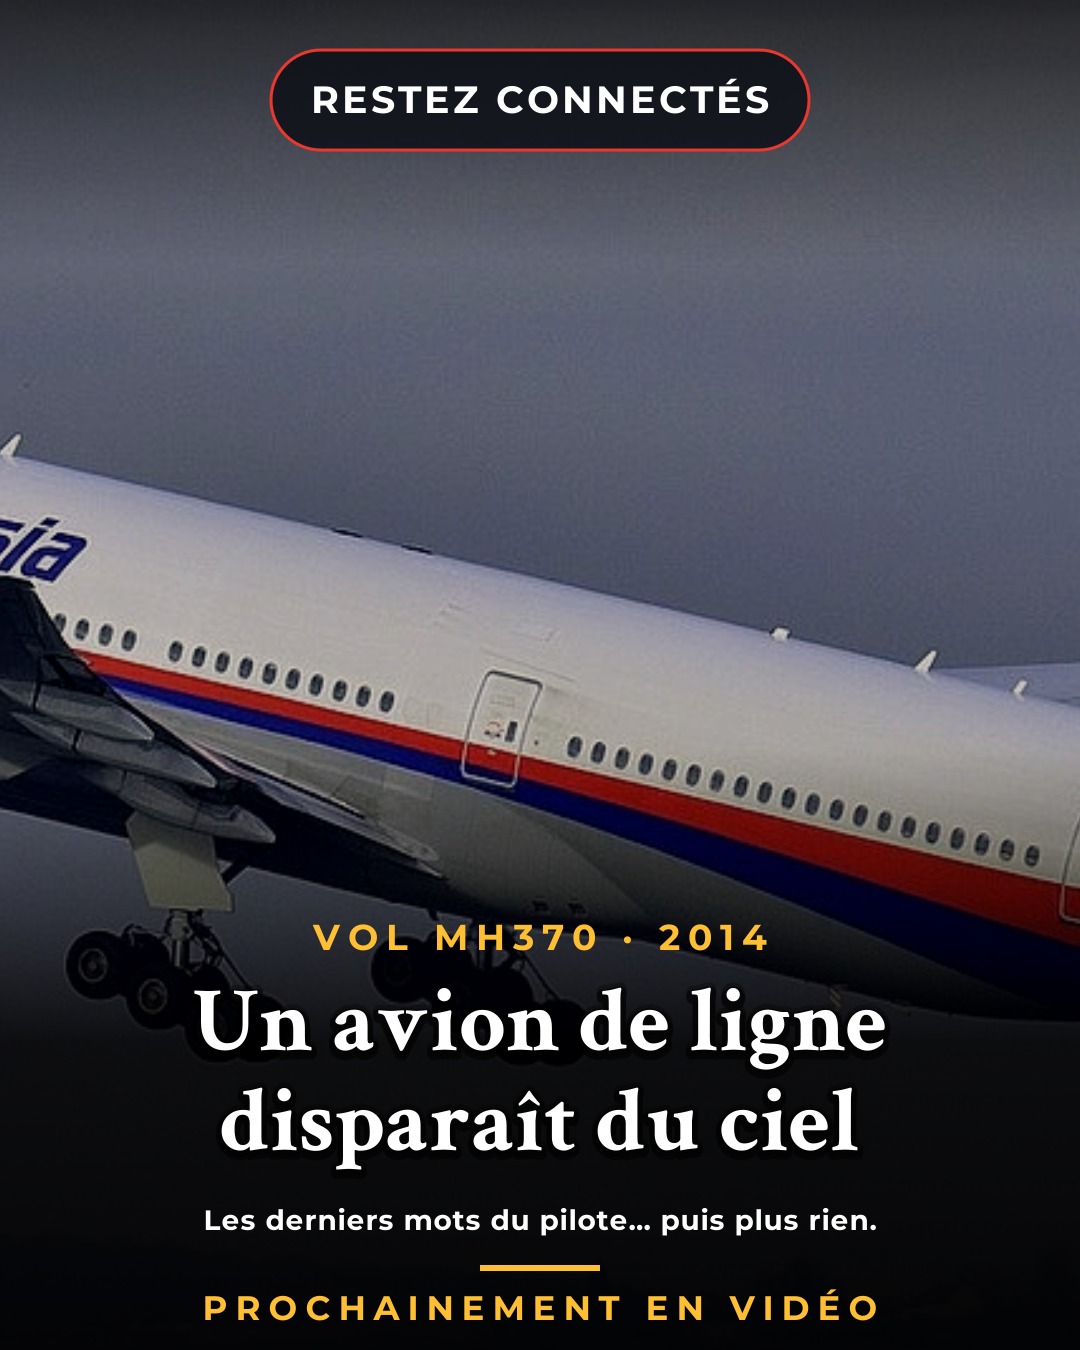 RESTEZ CONNECTÉS
sia
VOL MH370 · 2014
Un avion de ligne
disparaît du ciel
Les derniers mots du pilote... puis plus rien.
PROCHAINEMENT EN VIDÉO